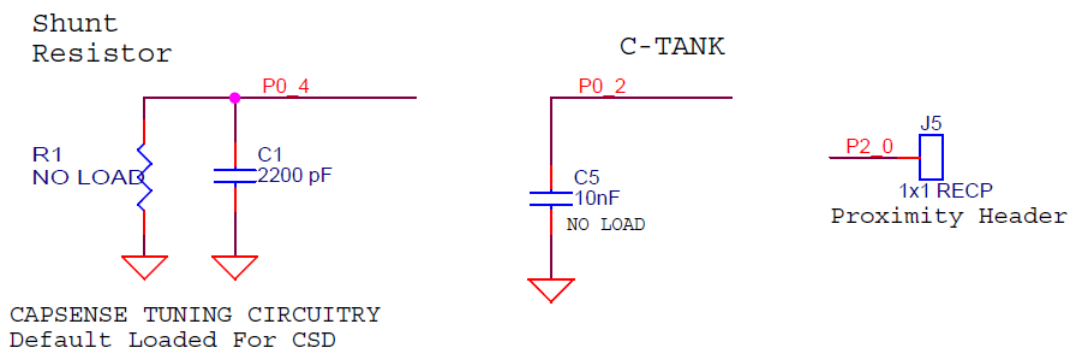 Shunt
Resistor
P0_4
R1
NO LOAD
C1
2200 pF
C-TANK
P0_2
C5
10nF
NO LOAD
J5
P2_0
1x1 RECP
Proximity Header
CAPSENSE TUNING CIRCUITRY
Default Loaded For CSD